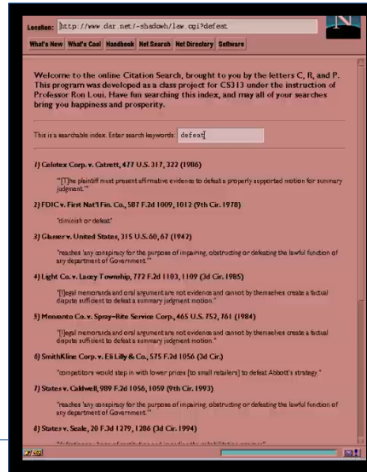 Location: http://www.dar.net/~shadowh/law.cgi?defeat
N
What's New What's Cool Handbook Net Search Net Directory Software
Welcome to the online Citation Search, brought to you by the letters C, R, and P.
This program was developed as a class project for CS313 under the instruction of
Professor Ron Loui. Have fun searching this index, and may all of your searches
bring you happiness and prosperity.
This is a searchable index. Enter search keywords: defeat
1) Celotex Corp. v. Catrett, 477 U.S. 317, 322 (1986)
"'[T]he plaintiff must present affirmative evidence to defeat a properly supported motion for summary
judgment.'"
2) FDIC v. First Nat'l Fin. Co., 587 F.2d 1009, 1012 (9th Cir. 1978)
"diminish or defeat"
3) Glasser v. United States, 315 U.S. 60, 67 (1942)
"reaches 'any conspiracy for the purpose of impairing, obstructing or defeating the lawful function of
any department of Government.'"
4) Light Co. v. Lacey Township, 772 F.2d 1103, 1109 (3d Cir. 1985)
"[l]egal memoranda and oral argument are not evidence and cannot by themselves create a factual
dispute sufficient to defeat a summary judgment motion."
5) Monsanto Co. v. Spray-Rite Service Corp., 465 U.S. 752, 761 (1984)
"[l]egal memoranda and oral argument are not evidence and cannot by themselves create a factual
dispute sufficient to defeat a summary judgment motion."
6) SmithKline Corp. v. Eli Lilly & Co., 575 F.2d 1056 (3d Cir.)
"competitors would step in with lower prices [to small retailers] to defeat Abbott's strategy."
7) States v. Caldwell, 989 F.2d 1056, 1059 (9th Cir. 1993)
"reaches 'any conspiracy for the purpose of impairing, obstructing or defeating the lawful function of
any department of Government.'"
8) States v. Scale, 20 F.3d 1279, 1286 (3d Cir. 1994)